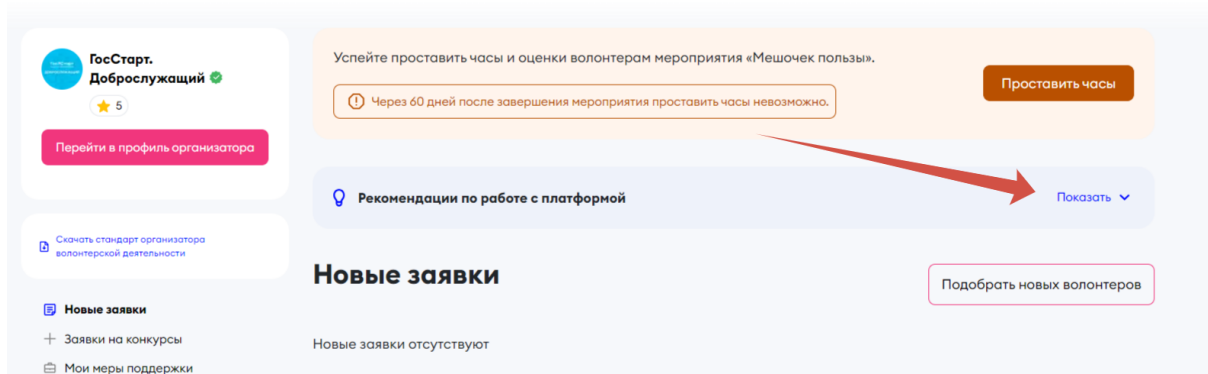 ГосСтарт.
Доброслужащий
5
Перейти в профиль организатора
Скачать стандарт организатора
волонтерской деятельности
Новые заявки
Заявки на конкурсы
Мои меры поддержки
Успейте проставить часы и оценки волонтерам мероприятия «Мешочек пользы».
Через 60 дней после завершения мероприятия проставить часы невозможно.
Проставить часы
Рекомендации по работе с платформой
Показать
Новые заявки
Подобрать новых волонтеров
Новые заявки отсутствуют